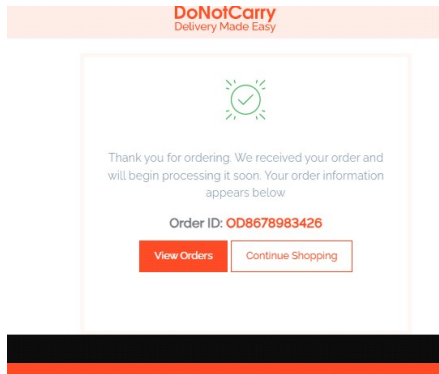 DoNotCarry
Delivery Made Easy
Thank you for ordering. We received your order and
will begin processing it soon. Your order information
appears below
Order ID: OD8678983426
View Orders
Continue Shopping